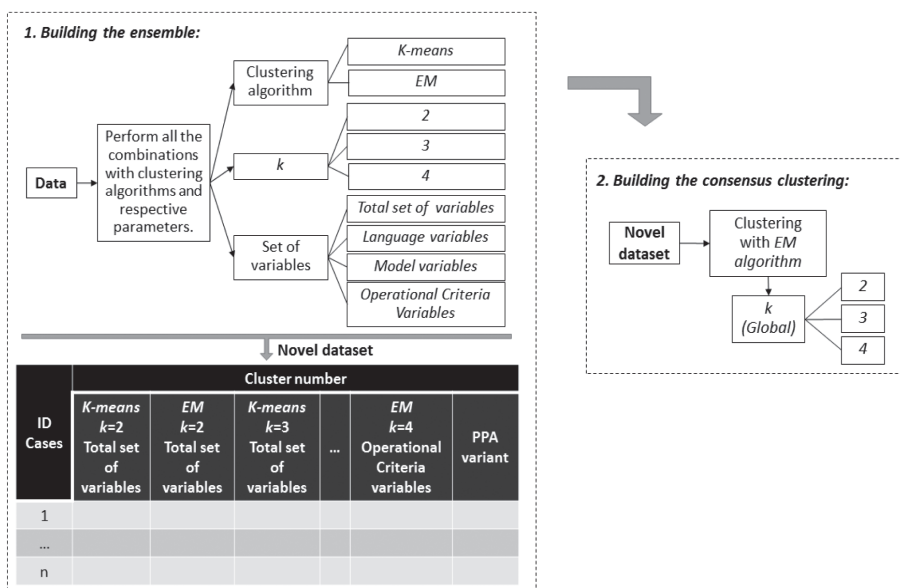 1. Building the ensemble:
Data
Perform all the
combinations
with clustering
algorithms and
respective
parameters.
Clustering
algorithm
K-means
EM
k
2
3
4
Set of
variables
Total set of variables
Language variables
Model variables
Operational Criteria
Variables
Novel dataset
ID
Cases
Cluster number
K-means
k=2
Total set
of
variables
EM
k=2
Total set
of
variables
K-means
k=3
Total set
of
variables
...
EM
k=4
Operational
Criteria
variables
PPA
variant
1
...
n
2. Building the consensus clustering:
Novel
dataset
Clustering
with EM
algorithm
k
(Global)
2
3
4